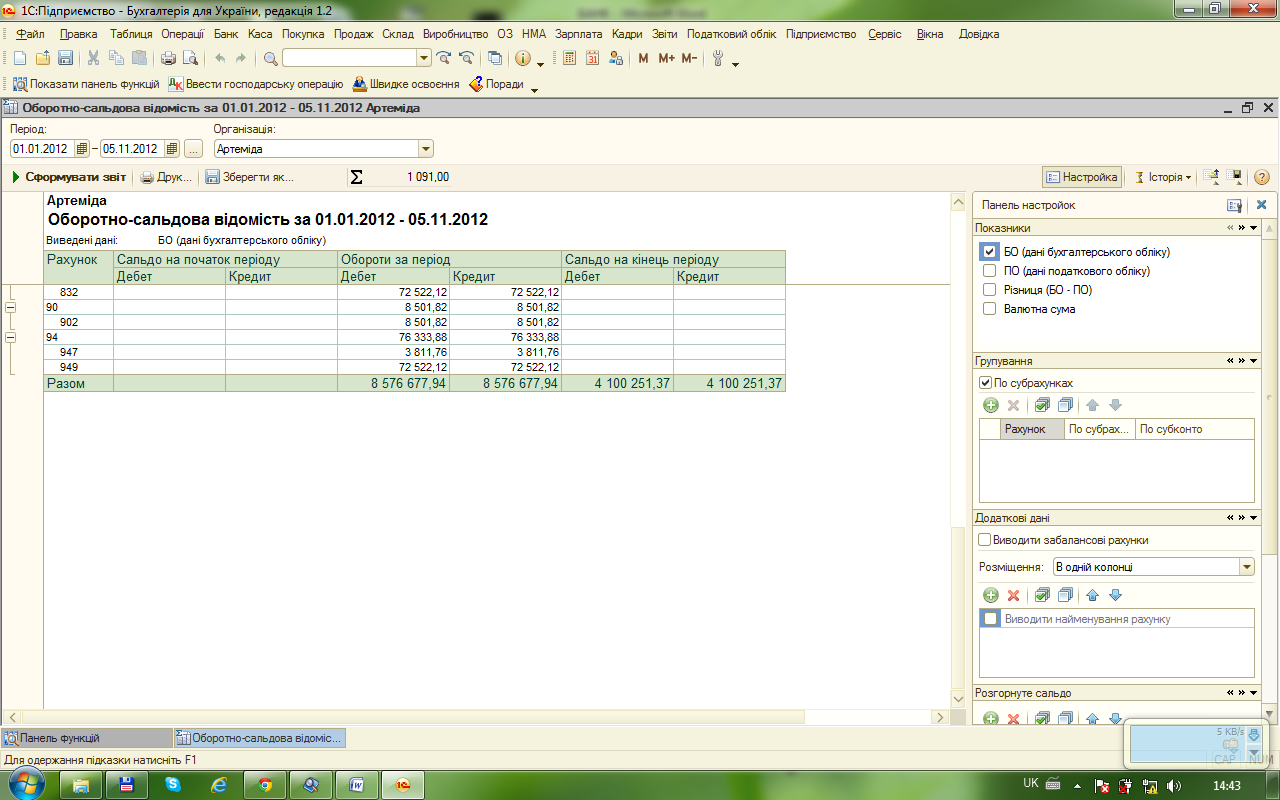 1С:Підприємство - Бухгалтерія для України, редакція 1.2
Файл Правка Таблиця Операції Банк Каса Покупка Продаж Склад Виробництво ОЗ НМА Зарплата Кадри Звіти Податковий облік Підприємство Сервіс Вікна Довідка
M M+ M-
Показати панель функцій Ввести господарську операцію Швидке освоєння Поради
Оборотно-сальдова відомість за 01.01.2012 - 05.11.2012 Артеміда
Період: Організація:
01.01.2012 – 05.11.2012 ... Артеміда
Сформувати звіт Друк... Зберегти як... Σ 1 091,00 Настройка Історія
Артеміда
Оборотно-сальдова відомість за 01.01.2012 - 05.11.2012
Виведені дані: БО (дані бухгалтерського обліку)
Рахунок Сальдо на початок періоду Обороти за період Сальдо на кінець періоду
Дебет Кредит Дебет Кредит Дебет Кредит
832 72 522,12 72 522,12
90 8 501,82 8 501,82
902 8 501,82 8 501,82
94 76 333,88 76 333,88
947 3 811,76 3 811,76
949 72 522,12 72 522,12
Разом 8 576 677,94 8 576 677,94 4 100 251,37 4 100 251,37
Панель настройок
Показники
БО (дані бухгалтерського обліку)
ПО (дані податкового обліку)
Різниця (БО - ПО)
Валютна сума
Групування
По субрахунках
Рахунок По субрах... По субконто
Додаткові дані
Виводити забалансові рахунки
Розміщення: В одній колонці
Виводити найменування рахунку
Розгорнуте сальдо
Панель функцій Оборотно-сальдова відоміс...
5 KB/s
Для одержання підказки натисніть F1
CAP NUM
UK 14:43